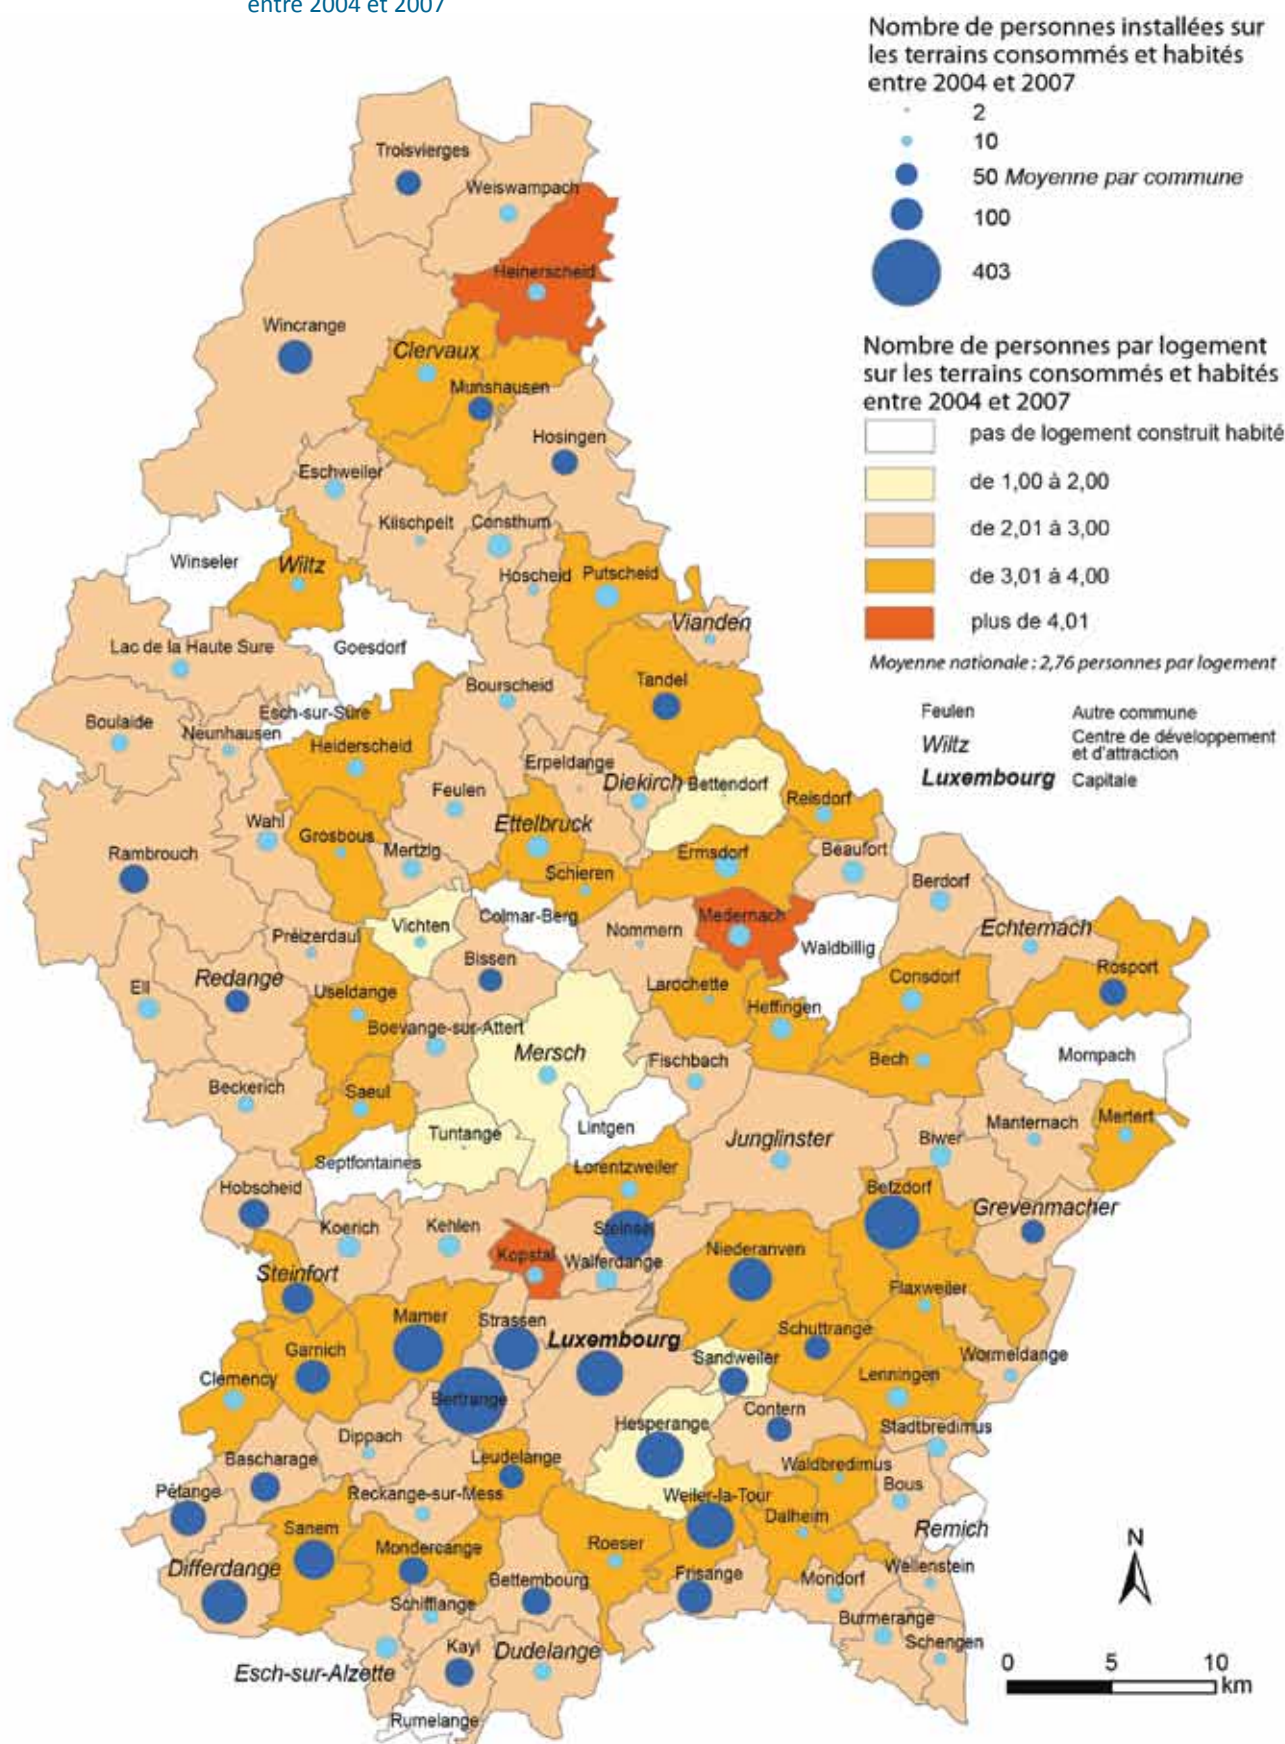 entre 2004 et 2007
Nombre de personnes installées sur
les terrains consommés et habités
entre 2004 et 2007
2
10
50 Moyenne par commune
100
403
Nombre de personnes par logement
sur les terrains consommés et habités
entre 2004 et 2007
pas de logement construit habité
de 1,00 à 2,00
de 2,01 à 3,00
de 3,01 à 4,00
plus de 4,01
Moyenne nationale : 2,76 personnes par logement
Feulen Autre commune
Wiltz Centre de développement
et d'attraction
Luxembourg Capitale
Troisvierges
Weiswampach
Heinerscheid
Wincrange
Clervaux
Munshausen
Hosingen
Eschweiler
Kiischpelt
Consthum
Winseler
Wiltz
Hoscheid
Putscheid
Vianden
Lac de la Haute Sure
Goesdorf
Tandel
Bourscheid
Esch-sur-Sûre
Boulaide
Neunhausen
Heiderscheid
Erpeldange
Diekirch
Bettendorf
Reisdorf
Feulen
Wahl
Grosbous
Ettelbruck
Mertzig
Ermsdorf
Beaufort
Rambrouch
Schieren
Berdorf
Vichten
Colmar-Berg
Medernach
Préizerdaul
Nommern
Waldbillig
Echternach
Bissen
Rosport
Ell
Redange
Useldange
Larochette
Consdorf
Heffingen
Boevange-sur-Attert
Mersch
Fischbach
Bech
Mompach
Beckerich
Saeul
Tuntange
Lintgen
Junglinster
Biwer
Manternach
Mertert
Septfontaines
Lorentzweiler
Hobscheid
Betzdorf
Grevenmacher
Koerich
Kehlen
Steinsel
Kopstal
Walferdange
Niederanven
Steinfort
Flaxweiler
Mamer
Strassen
Luxembourg
Schuttrange
Garnich
Sandweiler
Wormeldange
Clemency
Lenningen
Bertrange
Hesperange
Contern
Stadtbredimus
Dippach
Bascharage
Leudelange
Waldbredimus
Pétange
Reckange-sur-Mess
Weiler-la-Tour
Bous
Sanem
Dalheim
Remich
Mondercange
Roeser
Differdange
Bettembourg
Frisange
Mondorf
Wellenstein
Schifflange
Burmerange
Kayl
Dudelange
Schengen
Esch-sur-Alzette
Rumelange
N
0 5 10
km